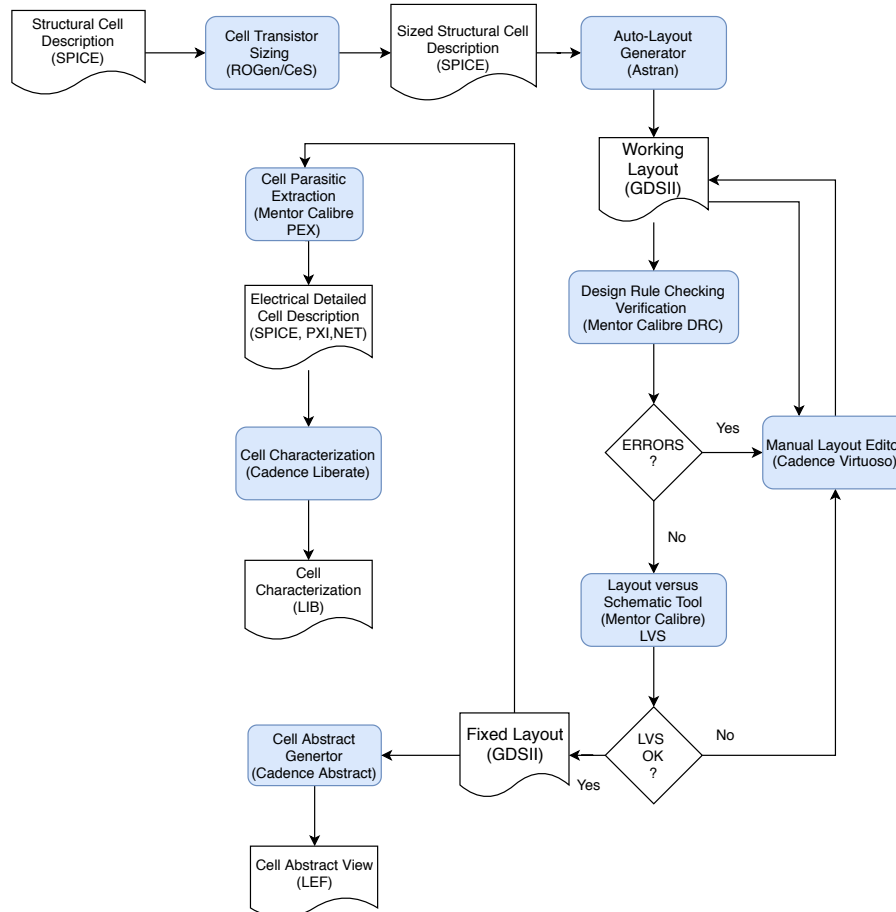 Structural Cell
Description
(SPICE)
Cell Transistor
Sizing
(ROGen/CeS)
Sized Structural Cell
Description
(SPICE)
Auto-Layout
Generator
(Astran)
Working
Layout
(GDSII)
Cell Parasitic
Extraction
(Mentor Calibre
PEX)
Design Rule Checking
Verification
(Mentor Calibre DRC)
Electrical Detailed
Cell Description
(SPICE, PXI,NET)
ERRORS
?
Yes
Manual Layout Edito
(Cadence Virtuoso)
Cell Characterization
(Cadence Liberate)
No
Cell
Characterization
(LIB)
Layout versus
Schematic Tool
(Mentor Calibre)
LVS
Cell Abstract
Genertor
(Cadence Abstract)
Fixed Layout
(GDSII)
LVS
OK
?
No
Yes
Cell Abstract View
(LEF)